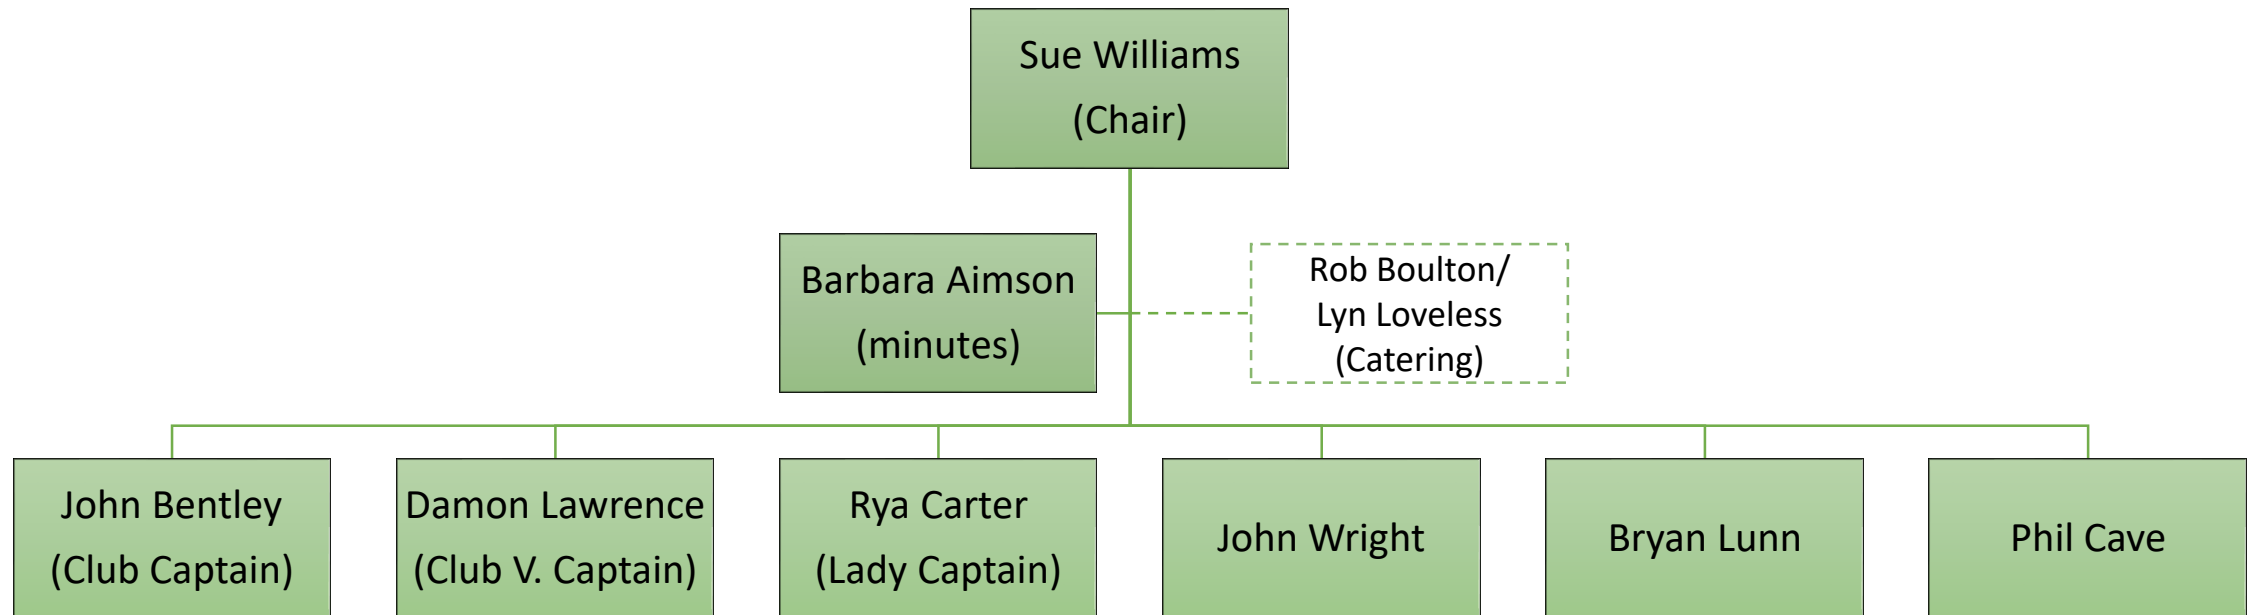 Sue Williams
(Chair)
Barbara Aimson
(minutes)
Rob Boulton/
Lyn Loveless
(Catering)
John Bentley
(Club Captain)
Damon Lawrence
(Club V. Captain)
Rya Carter
(Lady Captain)
John Wright
Bryan Lunn
Phil Cave